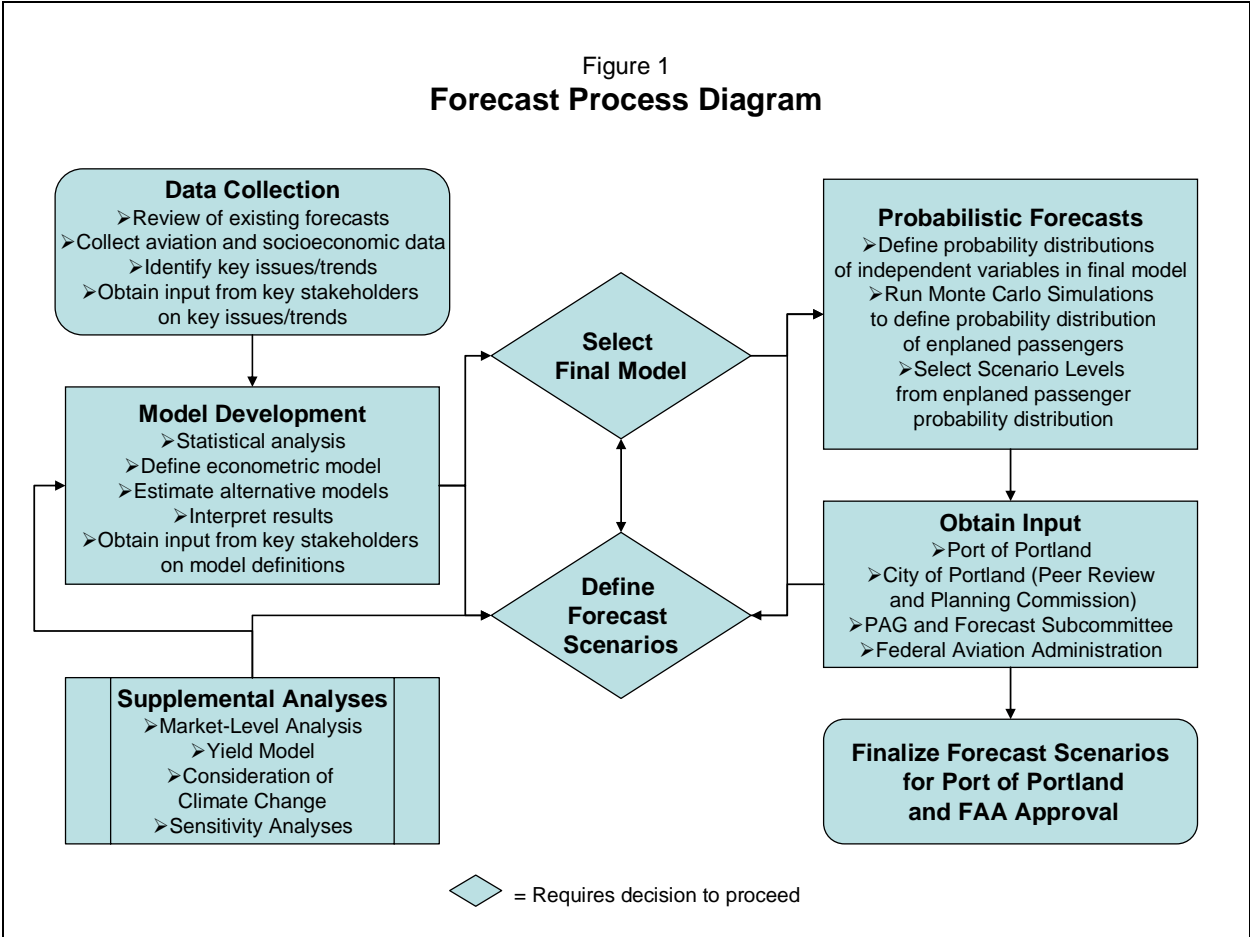 Figure 1
Forecast Process Diagram
Data Collection
➢Review of existing forecasts
➢Collect aviation and socioeconomic data
➢Identify key issues/trends
➢Obtain input from key stakeholders
on key issues/trends
Model Development
➢Statistical analysis
➢Define econometric model
➢Estimate alternative models
➢Interpret results
➢Obtain input from key stakeholders
on model definitions
Supplemental Analyses
➢Market-Level Analysis
➢Yield Model
➢Consideration of
Climate Change
➢Sensitivity Analyses
Select
Final Model
Define
Forecast
Scenarios
Probabilistic Forecasts
➢Define probability distributions
of independent variables in final model
➢Run Monte Carlo Simulations
to define probability distribution
of enplaned passengers
➢Select Scenario Levels
from enplaned passenger
probability distribution
Obtain Input
➢Port of Portland
➢City of Portland (Peer Review
and Planning Commission)
➢PAG and Forecast Subcommittee
➢Federal Aviation Administration
Finalize Forecast Scenarios
for Port of Portland
and FAA Approval
= Requires decision to proceed